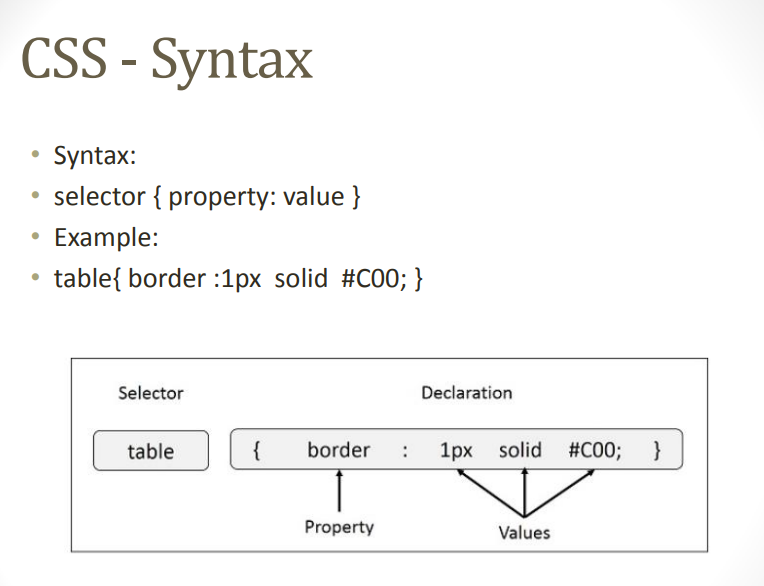 CSS - Syntax
• Syntax:
• selector { property: value }
• Example:
• table{ border :1px solid #C00; }
Selector Declaration
table { border : 1px solid #C00; }
Property Values